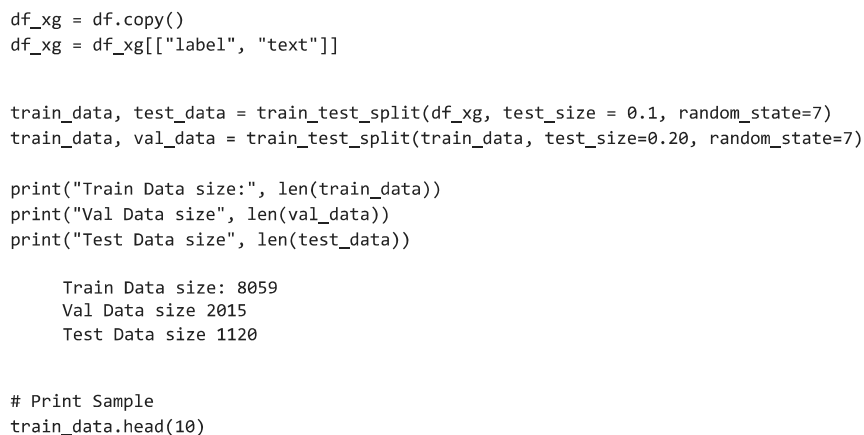 df_xg = df.copy()
df_xg = df_xg[["label", "text"]]
train_data, test_data = train_test_split(df_xg, test_size = 0.1, random_state=7)
train_data, val_data = train_test_split(train_data, test_size=0.20, random_state=7)
print("Train Data size:", len(train_data))
print("Val Data size", len(val_data))
print("Test Data size", len(test_data))
Train Data size: 8059
Val Data size 2015
Test Data size 1120
# Print Sample
train_data.head(10)